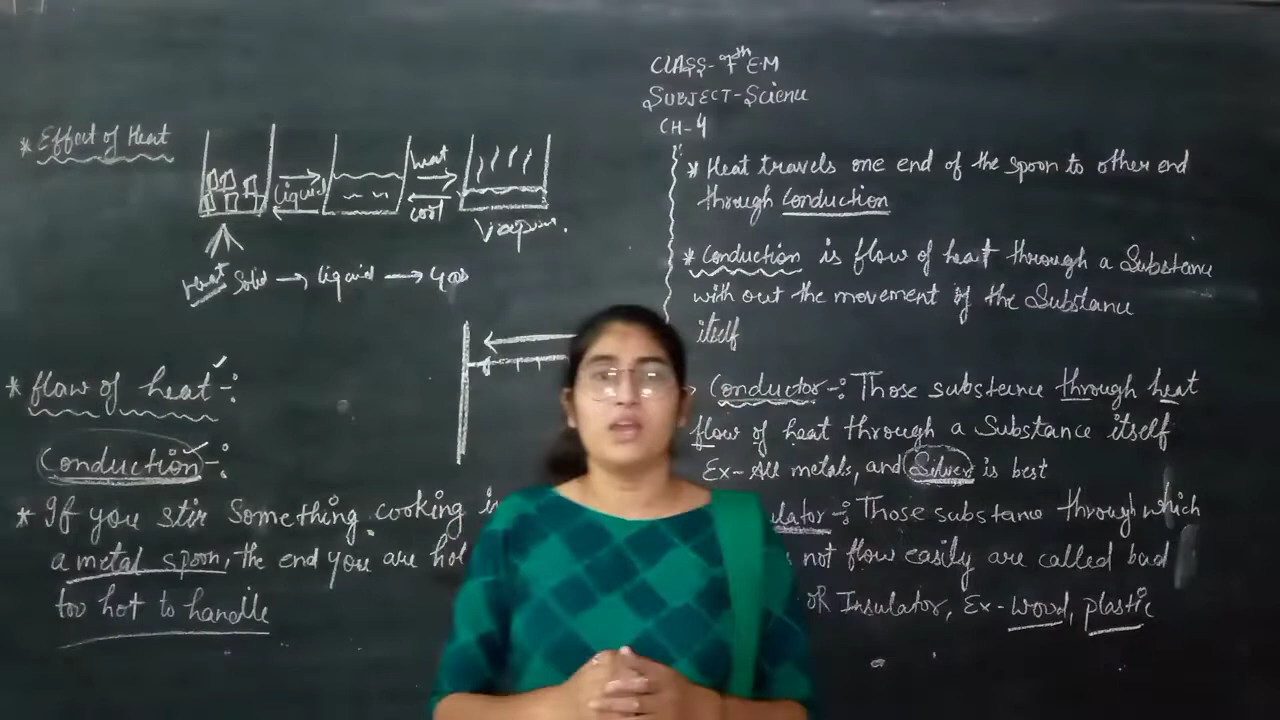 CLASS-7th E.M
SUBJECT-Science
CH-4
* Effect of Heat
liquid
heat
cool
Vapour.
heat Solid → liquid → Gas
* flow of heat -:
Conduction -:
* If you stir Something cooking in
a metal spoon, the end you are hol
too hot to handle
* Heat travels one end of the spoon to other end
through Conduction
* Conduction is flow of heat through a Substance
with out the movement of the Substance
itself
Conductor -: Those substance through heat
flow of heat through a Substance itself
Ex- All metals, and Silver is best
ulator -: Those substance through which
not flow easily are called bad
OR Insulator, Ex- wood, plastic